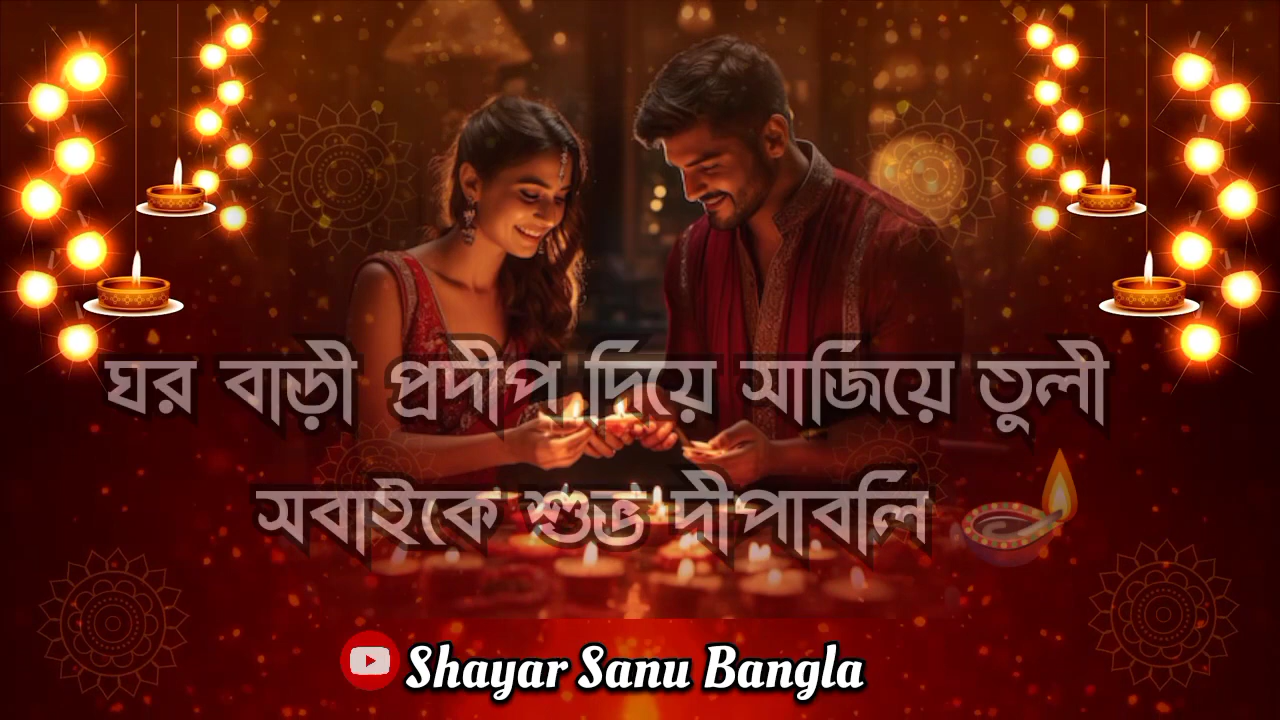 ঘর বাড়ী প্রদীপ দিয়ে সাজিয়ে তুলী
সবাইকে শুভ দীপাবলি
Shayar Sanu Bangla